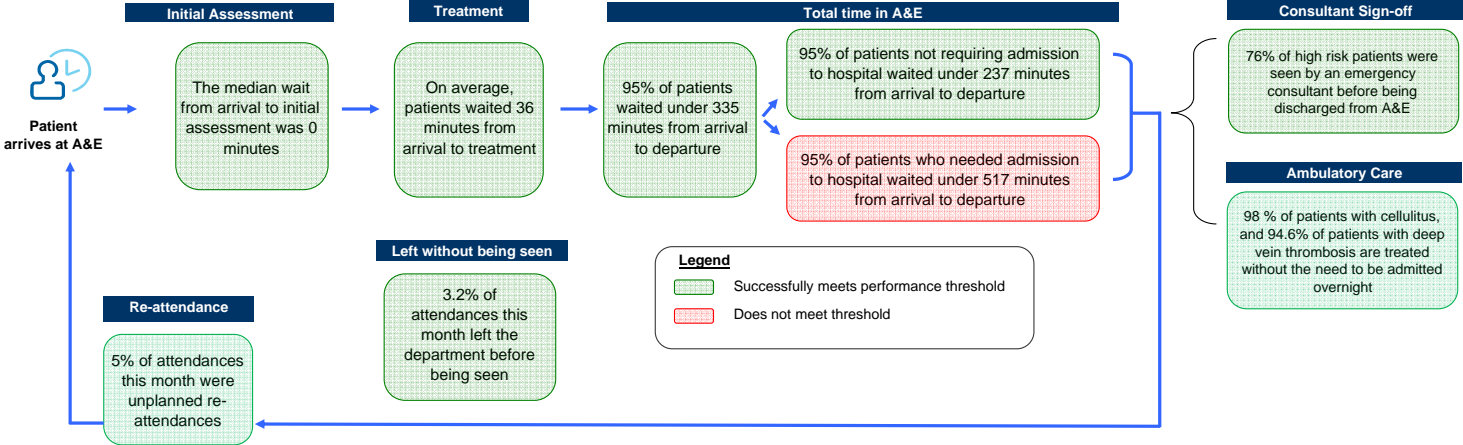 Initial Assessment
Treatment
Total time in A&E
Consultant Sign-off
Patient
arrives at A&E
The median wait
from arrival to initial
assessment was 0
minutes
On average,
patients waited 36
minutes from
arrival to treatment
95% of patients
waited under 335
minutes from arrival
to departure
95% of patients not requiring admission
to hospital waited under 237 minutes
from arrival to departure
95% of patients who needed admission
to hospital waited under 517 minutes
from arrival to departure
76% of high risk patients were
seen by an emergency
consultant before being
discharged from A&E
Ambulatory Care
98 % of patients with cellulitus,
and 94.6% of patients with deep
vein thrombosis are treated
without the need to be admitted
overnight
Left without being seen
3.2% of
attendances this
month left the
department before
being seen
Legend
Successfully meets performance threshold
Does not meet threshold
Re-attendance
5% of attendances
this month were
unplanned re-
attendances